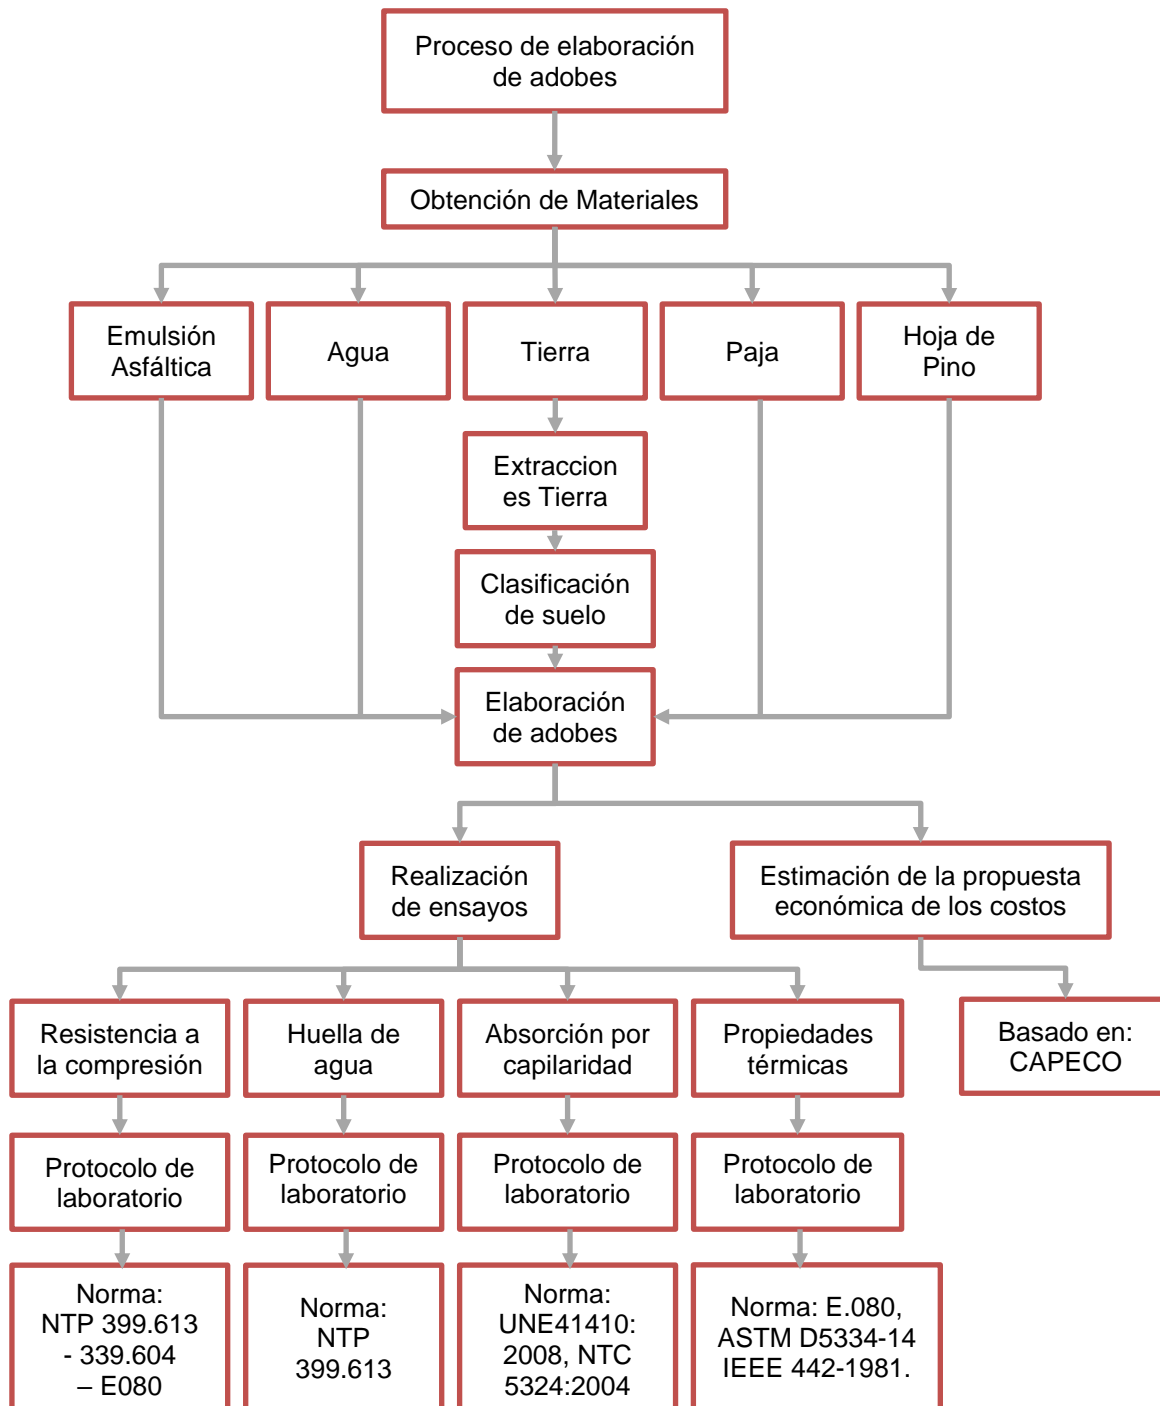 Proceso de elaboración
de adobes
Obtención de Materiales
Emulsión
Asfáltica
Agua
Tierra
Paja
Hoja de
Pino
Extraccion
es Tierra
Clasificación
de suelo
Elaboración
de adobes
Realización
de ensayos
Estimación de la propuesta
económica de los costos
Resistencia a
la compresión
Huella de
agua
Absorción por
capilaridad
Propiedades
térmicas
Basado en:
CAPECO
Protocolo de
laboratorio
Protocolo de
laboratorio
Protocolo de
laboratorio
Protocolo de
laboratorio
Norma:
NTP 399.613
- 339.604
– E080
Norma:
NTP
399.613
Norma:
UNE41410:
2008, NTC
5324:2004
Norma: E.080,
ASTM D5334-14
IEEE 442-1981.